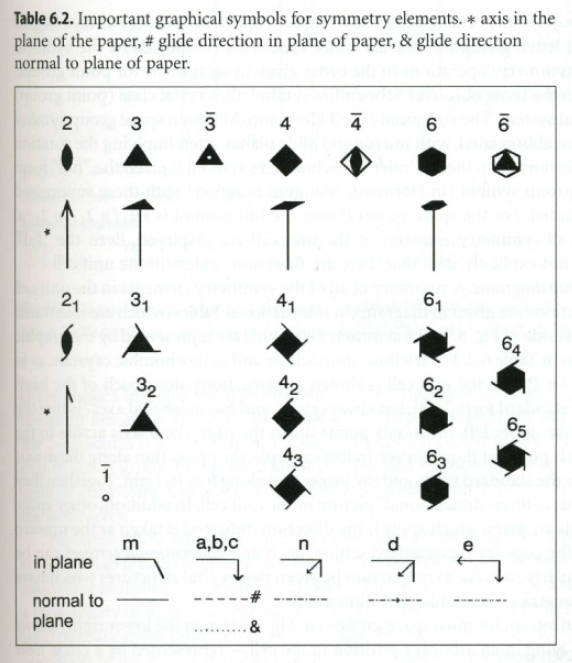 Table 6.2. Important graphical symbols for symmetry elements. * axis in the
plane of the paper, # glide direction in plane of paper, & glide direction
normal to plane of paper.
2 3 3̅ 4 4̅ 6 6̅
*
2₁ 3₁ 4₁ 6₁
6₄
3₂ 4₂ 6₂
*
6₅
4₃ 6₃
1̅
m a,b,c n d e
in plane
normal to #
plane &